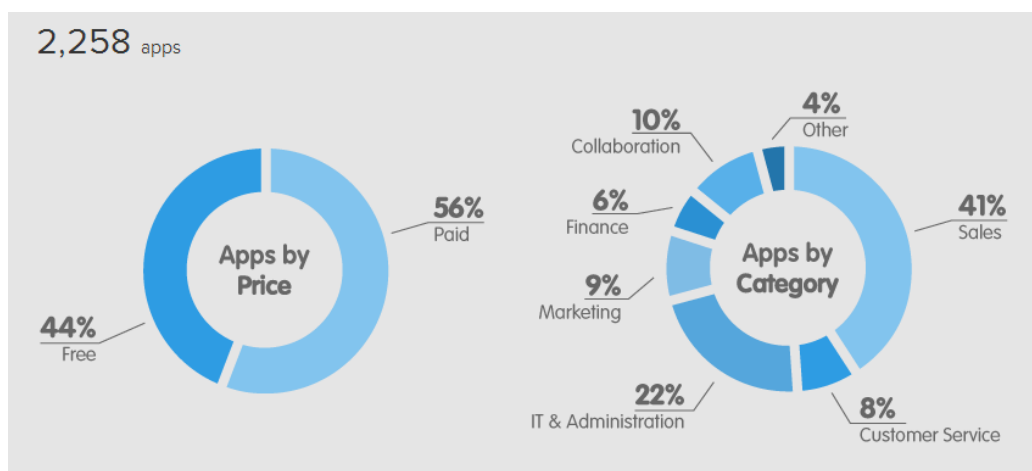 2,258 apps
56%
Paid
Apps by
Price
44%
Free
4%
Other
10%
Collaboration
6%
Finance
41%
Sales
Apps by
Category
9%
Marketing
22%
IT & Administration
8%
Customer Service